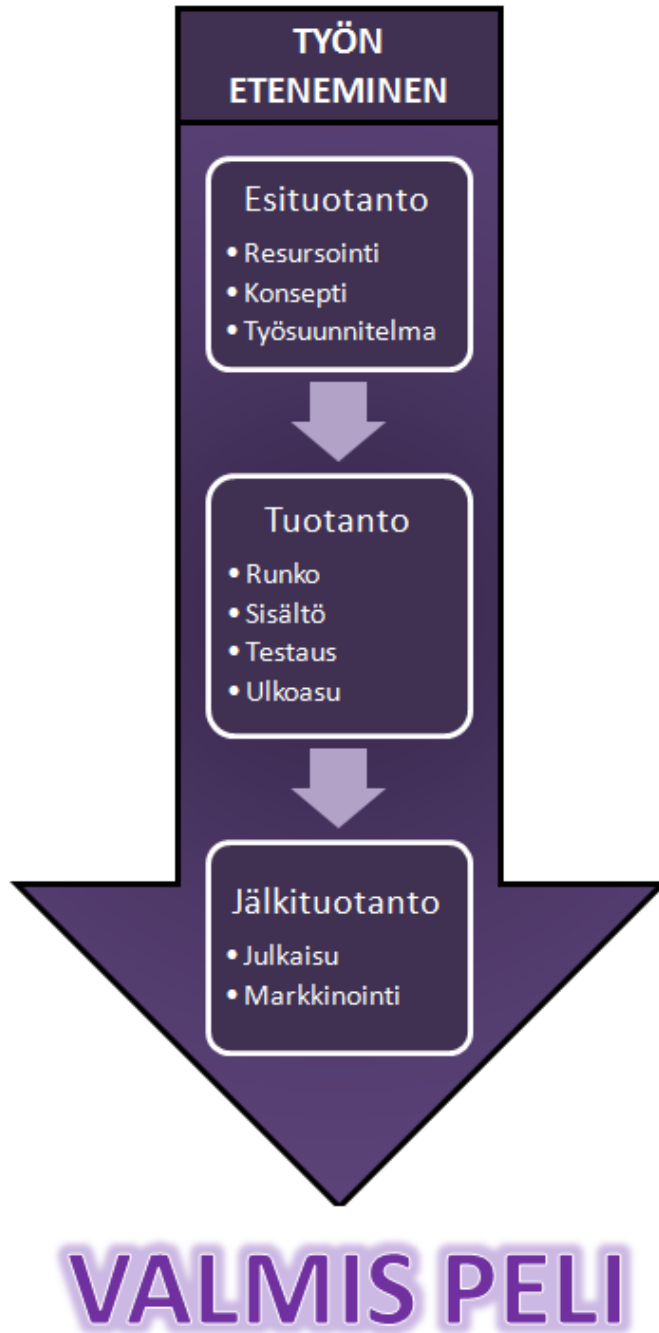 TYÖN
ETENEMINEN
Esituotanto
• Resursointi
• Konsepti
• Työsuunnitelma
Tuotanto
• Runko
• Sisältö
• Testaus
• Ulkoasu
Jälkituotanto
• Julkaisu
• Markkinointi
VALMIS PELI